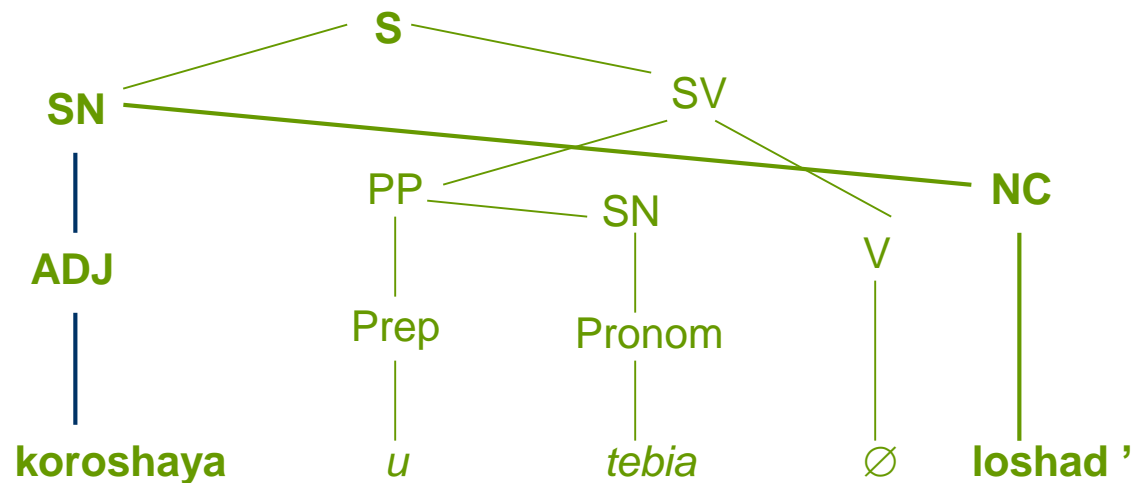 S
SN SV
PP SN NC
ADJ V
Prep Pronom
koroshaya u tebia ∅ loshad ’